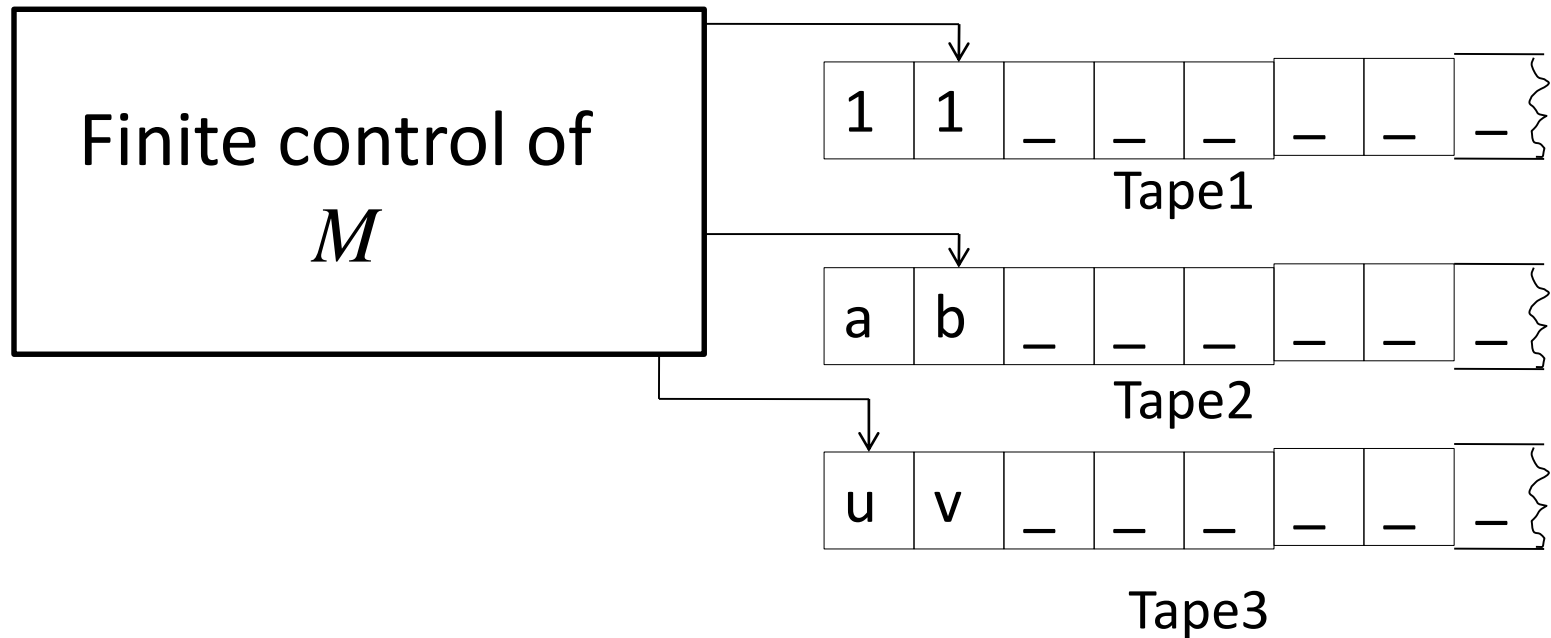 Finite control of
M
1 1 _ _ _ _ _ _
Tape1
a b _ _ _ _ _ _
Tape2
u v _ _ _ _ _ _
Tape3